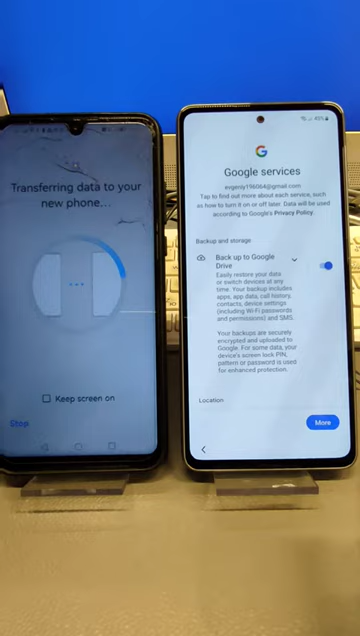 Transferring data to your
new phone...
Keep screen on
Stop
45%
Google services
evgeniy196064@gmail.com
Tap to find out more about each service, such
as how to turn it on or off later. Data will be used
according to Google's Privacy Policy.
Backup and storage
Back up to Google
Drive
Easily restore your data
or switch devices at any
time. Your backup includes
apps, app data, call history,
contacts, device settings
(including Wi-Fi passwords
and permissions) and SMS.
Your backups are securely
encrypted and uploaded to
Google. For some data, your
device's screen lock PIN,
pattern or password is used
for enhanced protection.
Location
More